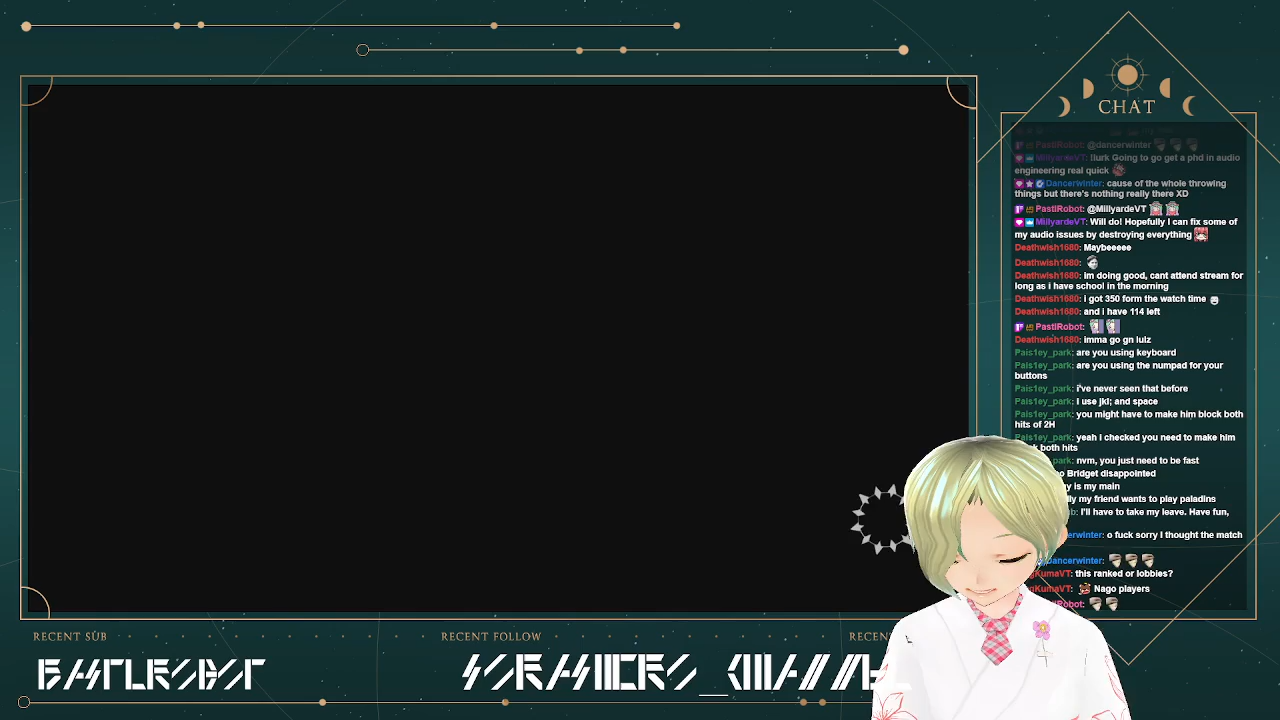 CHAT
PastIRobot: @dancerwinter
MillyardeVT: !lurk Going to go get a phd in audio
engineering real quick
Dancerwinter: cause of the whole throwing
things but there's nothing really there XD
PastIRobot: @MillyardeVT
MillyardeVT: Will do! Hopefully I can fix some of
my audio issues by destroying everything
Deathwish1680: Maybeeeee
Deathwish1680:
Deathwish1680: im doing good, cant attend stream for
long as i have school in the morning
Deathwish1680: i got 350 form the watch time
Deathwish1680: and i have 114 left
PastIRobot:
Deathwish1680: imma go gn lulz
Pais1ey_park: are you using keyboard
Pais1ey_park: are you using the numpad for your
buttons
Pais1ey_park: i've never seen that before
Pais1ey_park: I use jkl; and space
Pais1ey_park: you might have to make him block both
hits of 2H
Pais1ey_park: yeah i checked you need to make him
both hits
park: nvm, you just need to be fast
Bridget disappointed
is my main
my friend wants to play paladins
I'll have to take my leave. Have fun,
erwinter: o fuck sorry I thought the match
Dancerwinter:
gKumaVT: this ranked or lobbies?
gKumaVT: Nago players
Robot:
RECENT SUB
RECENT FOLLOW
RECEN